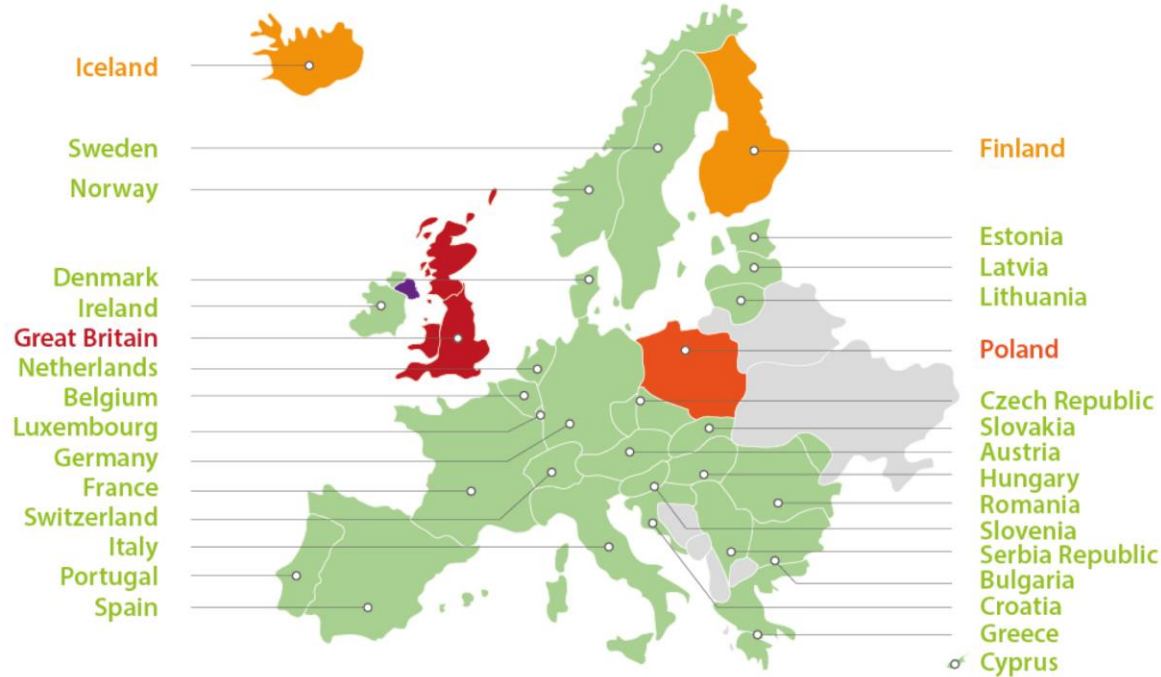 Iceland
Sweden
Norway
Denmark
Ireland
Great Britain
Netherlands
Belgium
Luxembourg
Germany
France
Switzerland
Italy
Portugal
Spain
Finland
Estonia
Latvia
Lithuania
Poland
Czech Republic
Slovakia
Austria
Hungary
Romania
Slovenia
Serbia Republic
Bulgaria
Croatia
Greece
Cyprus